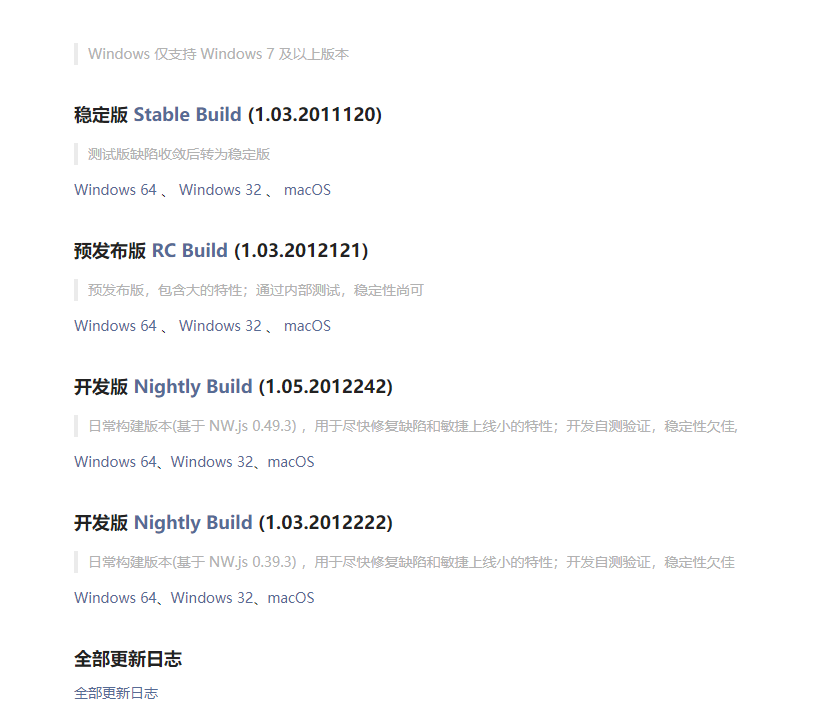 Windows 仅支持 Windows 7 及以上版本
稳定版 Stable Build (1.03.2011120)
测试版缺陷收敛后转为稳定版
Windows 64 、 Windows 32 、 macOS
预发布版 RC Build (1.03.2012121)
预发布版，包含大的特性；通过内部测试，稳定性尚可
Windows 64 、 Windows 32 、 macOS
开发版 Nightly Build (1.05.2012242)
日常构建版本(基于 NW.js 0.49.3) ，用于尽快修复缺陷和敏捷上线小的特性；开发自测验证，稳定性欠佳,
Windows 64、Windows 32、macOS
开发版 Nightly Build (1.03.2012222)
日常构建版本(基于 NW.js 0.39.3) ，用于尽快修复缺陷和敏捷上线小的特性；开发自测验证，稳定性欠佳
Windows 64、Windows 32、macOS
全部更新日志
全部更新日志